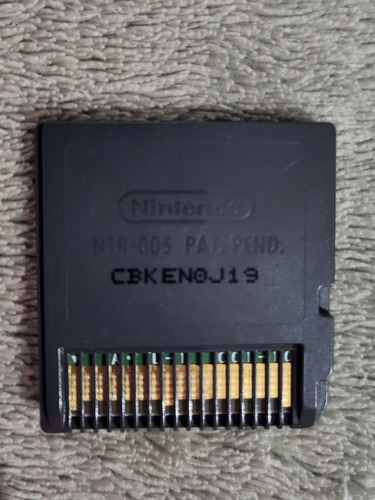 Nintendo
NTR-005 PAT. PEND.
CBKEN0J19